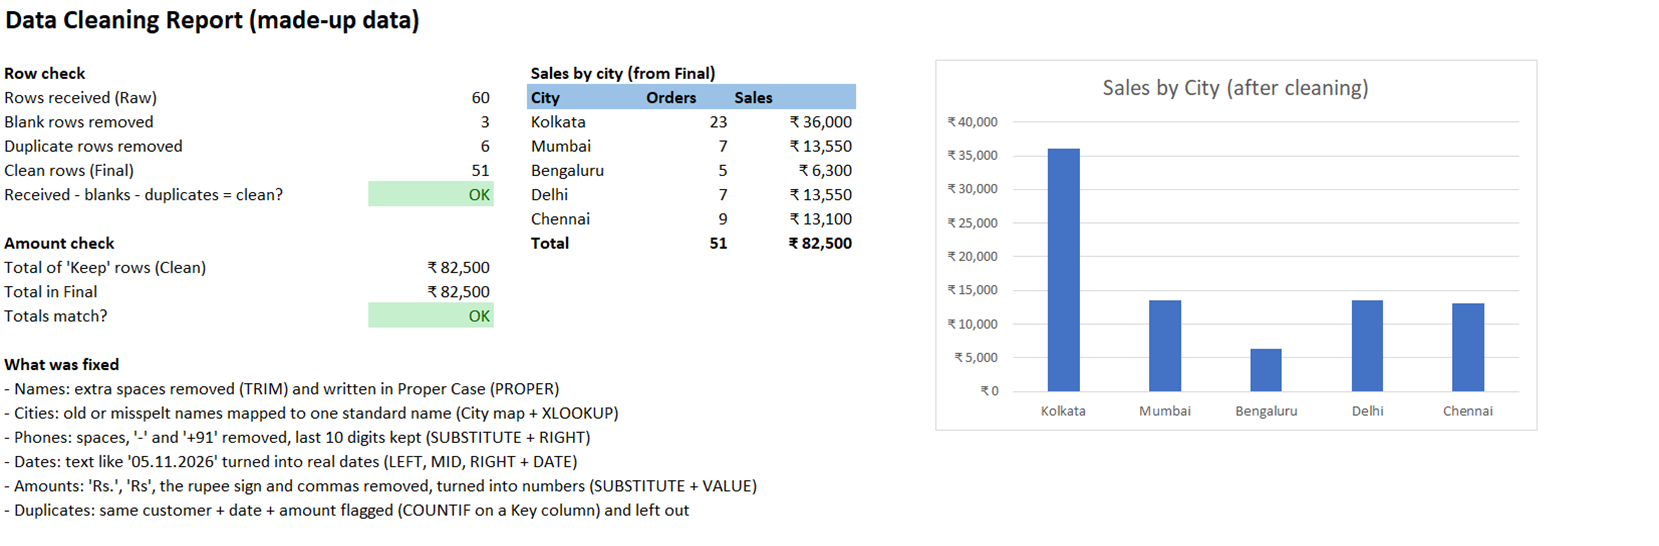 Data Cleaning Report (made-up data)
Row check
Rows received (Raw) 60
Blank rows removed 3
Duplicate rows removed 6
Clean rows (Final) 51
Received - blanks - duplicates = clean? OK
Amount check
Total of 'Keep' rows (Clean) ₹ 82,500
Total in Final ₹ 82,500
Totals match? OK
What was fixed
- Names: extra spaces removed (TRIM) and written in Proper Case (PROPER)
- Cities: old or misspelt names mapped to one standard name (City map + XLOOKUP)
- Phones: spaces, '-' and '+91' removed, last 10 digits kept (SUBSTITUTE + RIGHT)
- Dates: text like '05.11.2026' turned into real dates (LEFT, MID, RIGHT + DATE)
- Amounts: 'Rs.', 'Rs', the rupee sign and commas removed, turned into numbers (SUBSTITUTE + VALUE)
- Duplicates: same customer + date + amount flagged (COUNTIF on a Key column) and left out
Sales by city (from Final)
City Orders Sales
Kolkata 23 ₹ 36,000
Mumbai 7 ₹ 13,550
Bengaluru 5 ₹ 6,300
Delhi 7 ₹ 13,550
Chennai 9 ₹ 13,100
Total 51 ₹ 82,500
Sales by City (after cleaning)
₹ 40,000
₹ 35,000
₹ 30,000
₹ 25,000
₹ 20,000
₹ 15,000
₹ 10,000
₹ 5,000
₹ 0
Kolkata Mumbai Bengaluru Delhi Chennai